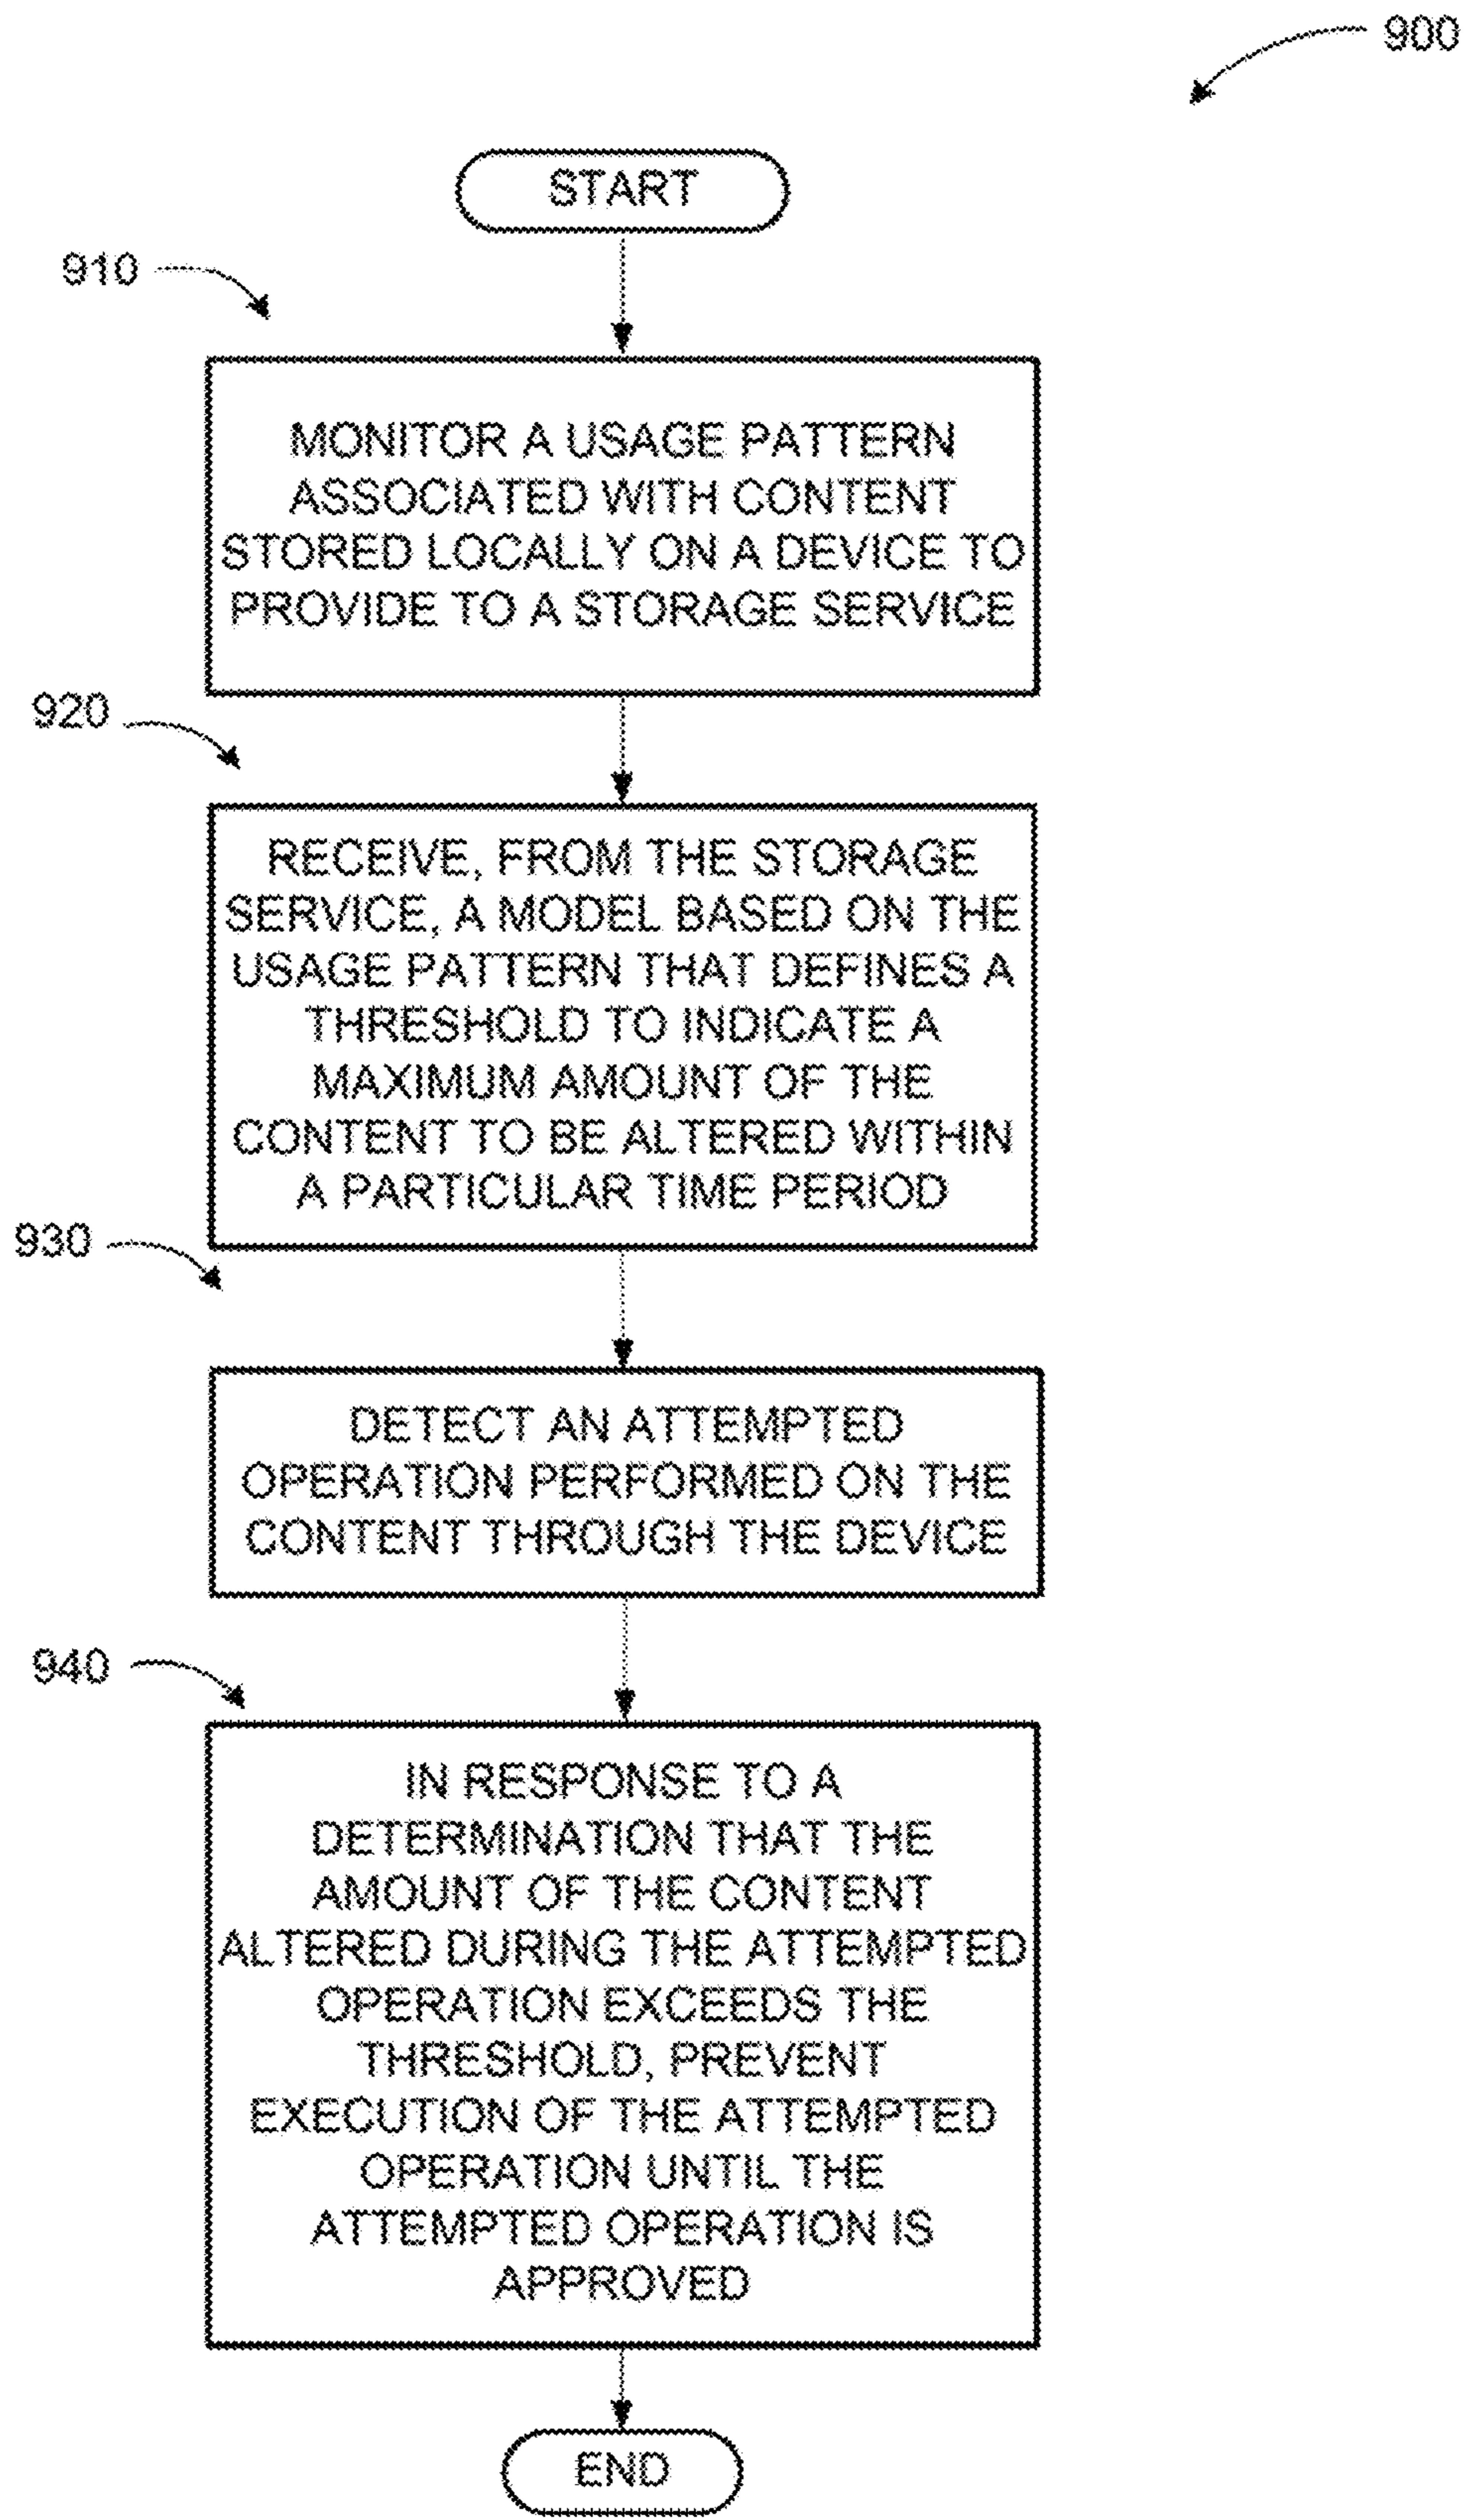 900
START
910
MONITOR A USAGE PATTERN
ASSOCIATED WITH CONTENT
STORED LOCALLY ON A DEVICE TO
PROVIDE TO A STORAGE SERVICE
920
RECEIVE, FROM THE STORAGE
SERVICE, A MODEL BASED ON THE
USAGE PATTERN THAT DEFINES A
THRESHOLD TO INDICATE A
MAXIMUM AMOUNT OF THE
CONTENT TO BE ALTERED WITHIN
A PARTICULAR TIME PERIOD
930
DETECT AN ATTEMPTED
OPERATION PERFORMED ON THE
CONTENT THROUGH THE DEVICE
940
IN RESPONSE TO A
DETERMINATION THAT THE
AMOUNT OF THE CONTENT
ALTERED DURING THE ATTEMPTED
OPERATION EXCEEDS THE
THRESHOLD, PREVENT
EXECUTION OF THE ATTEMPTED
OPERATION UNTIL THE
ATTEMPTED OPERATION IS
APPROVED
END